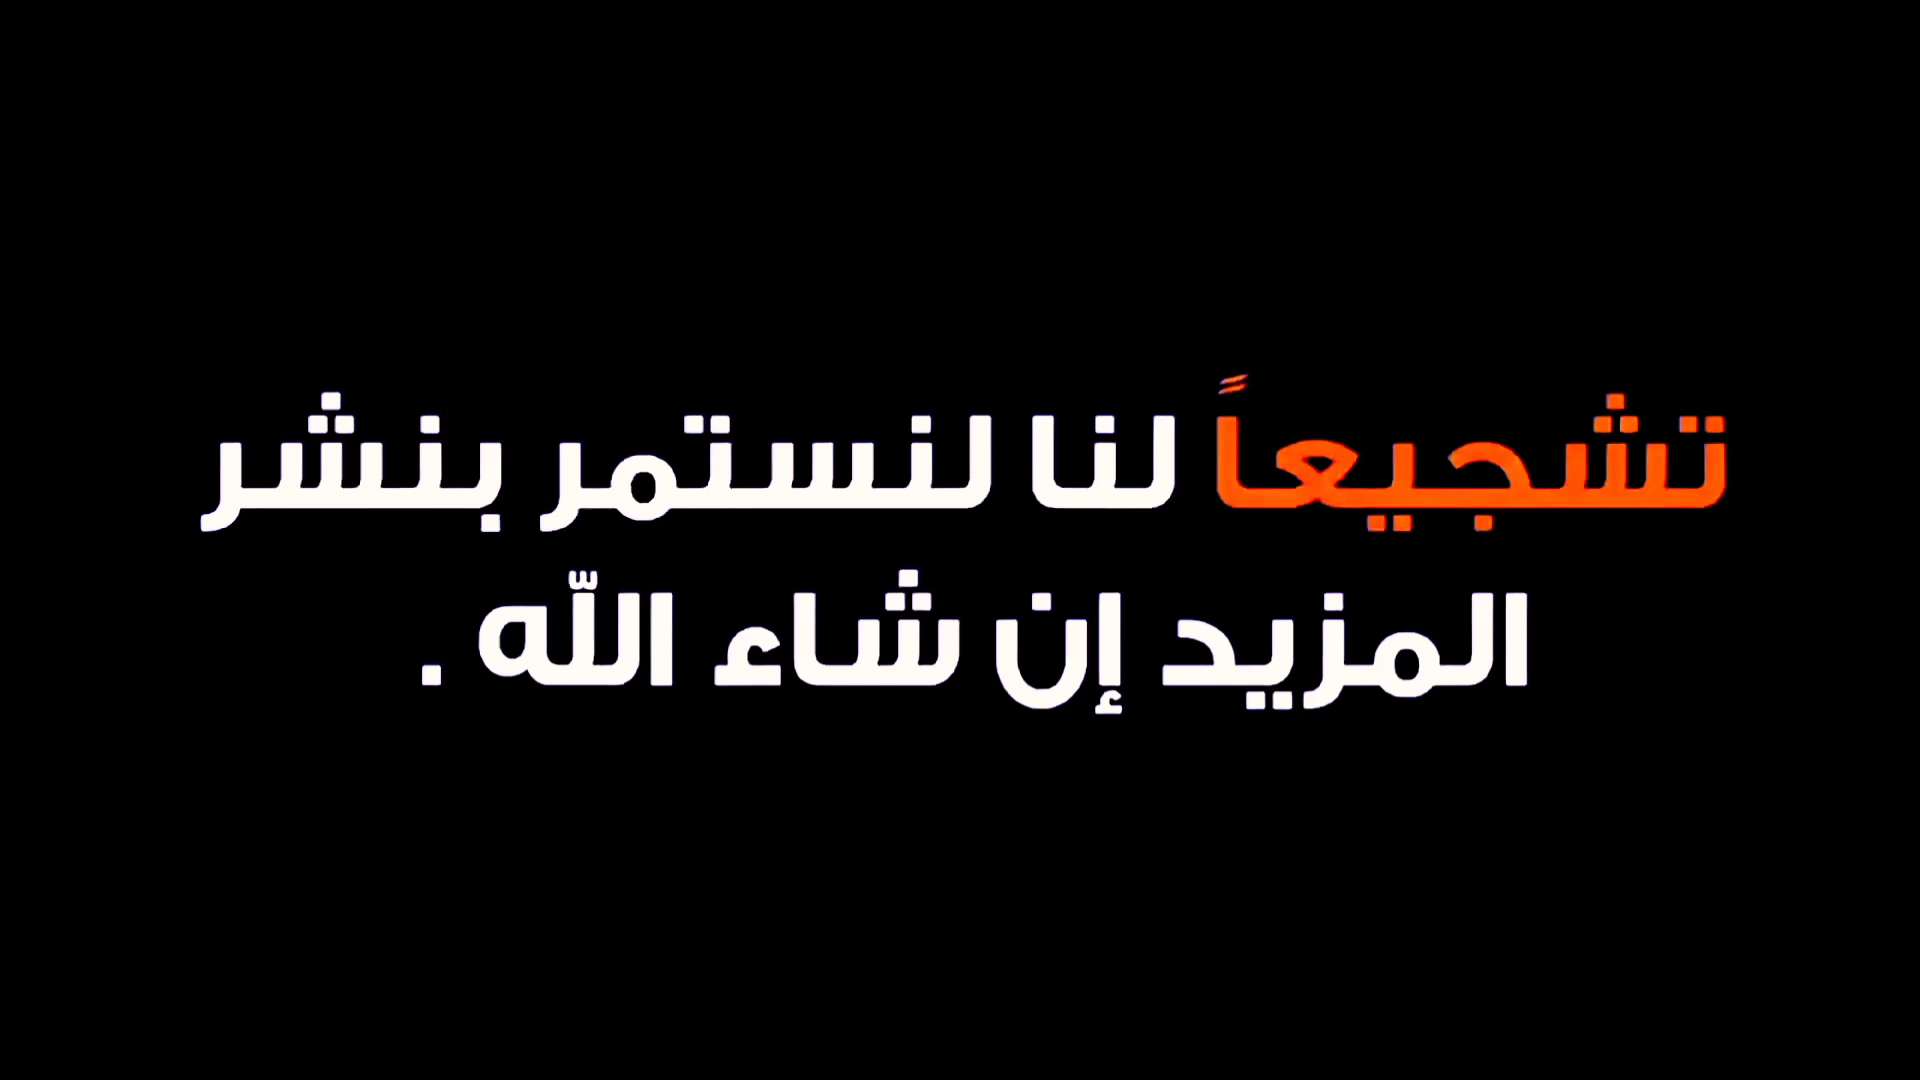 تشجيعاً لنا لنستمر بنشر
المزيد إن شاء اللّه .